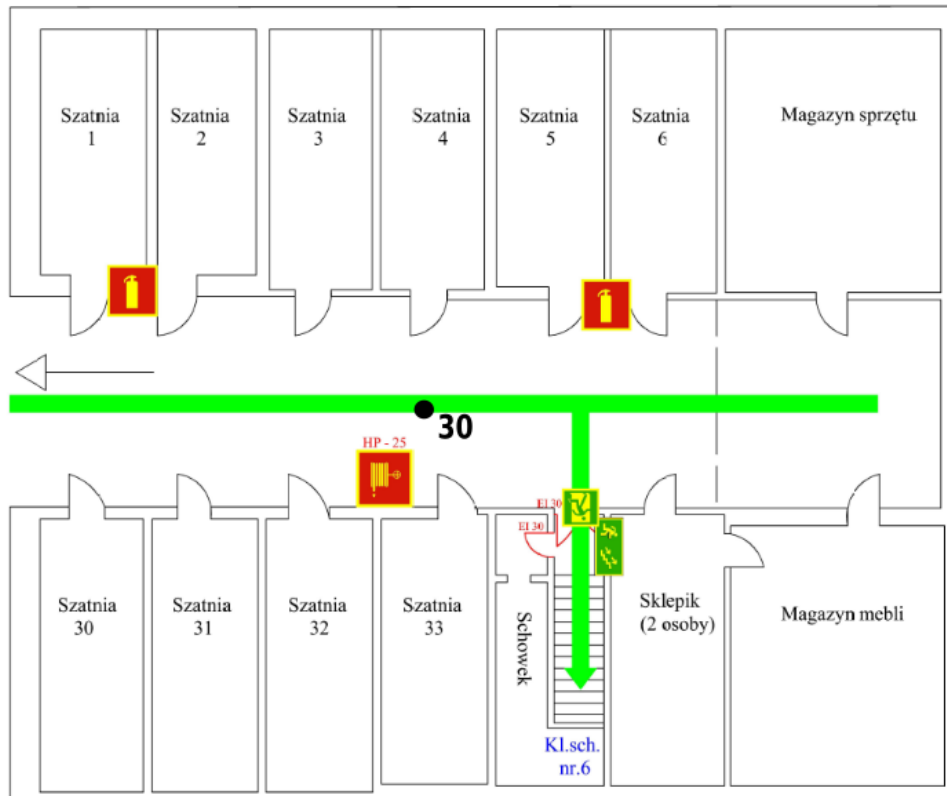 Szatnia
1
Szatnia
2
Szatnia
3
Szatnia
4
Szatnia
5
Szatnia
6
Magazyn sprzętu
30
HP - 25
EI 30
EI 30
Szatnia
30
Szatnia
31
Szatnia
32
Szatnia
33
Schowek
Sklepik
(2 osoby)
Magazyn mebli
Kl.sch.
nr.6